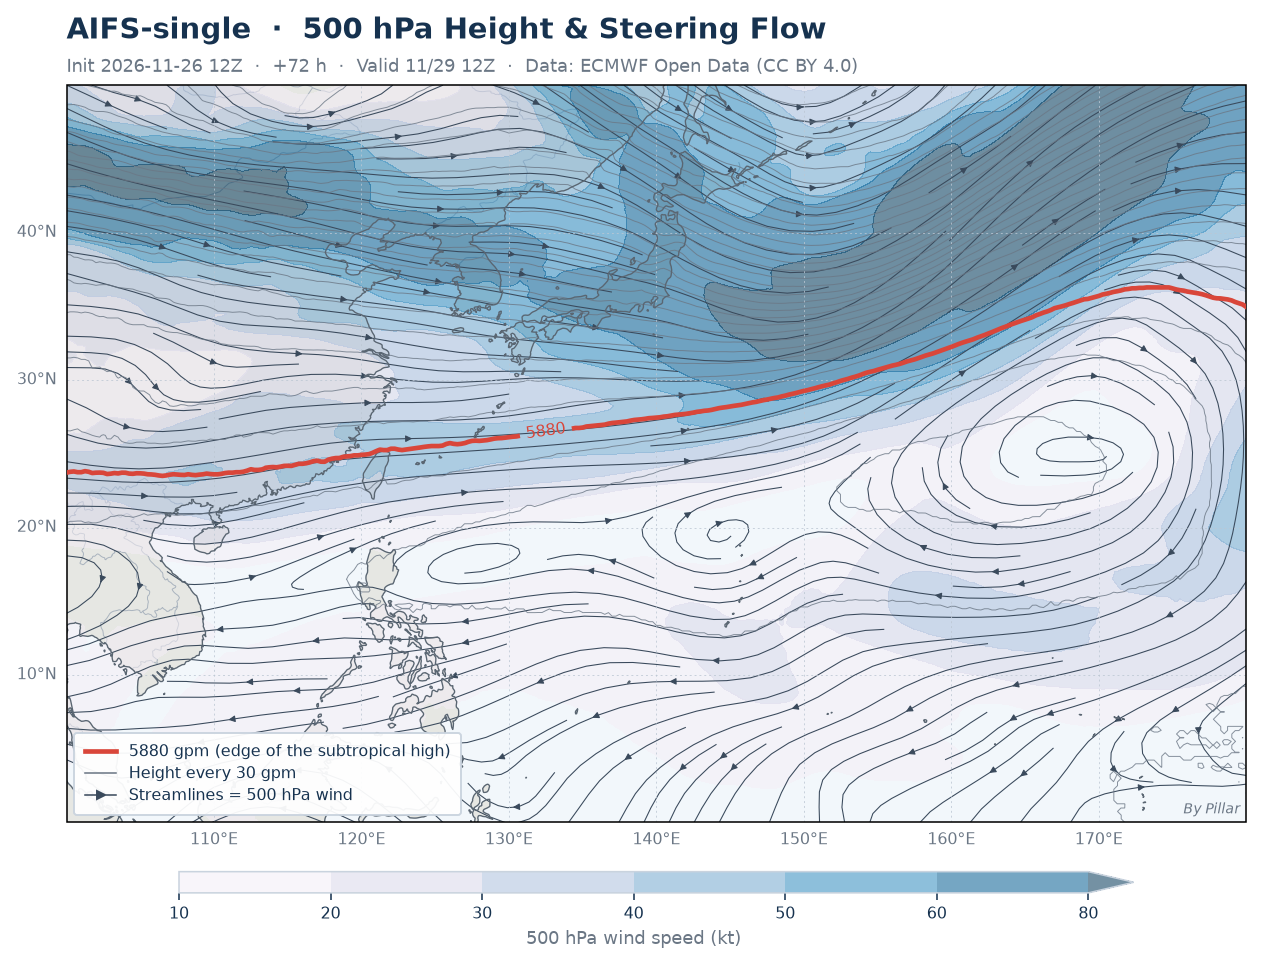 AIFS-single  ·  500 hPa Height & Steering Flow
Init 2026-11-26 12Z  ·  +72 h  ·  Valid 11/29 12Z  ·  Data: ECMWF Open Data (CC BY 4.0)
40°N
30°N
5880
20°N
10°N
5880 gpm (edge of the subtropical high)
Height every 30 gpm
Streamlines = 500 hPa wind
By Pillar
110°E 120°E 130°E 140°E 150°E 160°E 170°E
10 20 30 40 50 60 80
500 hPa wind speed (kt)